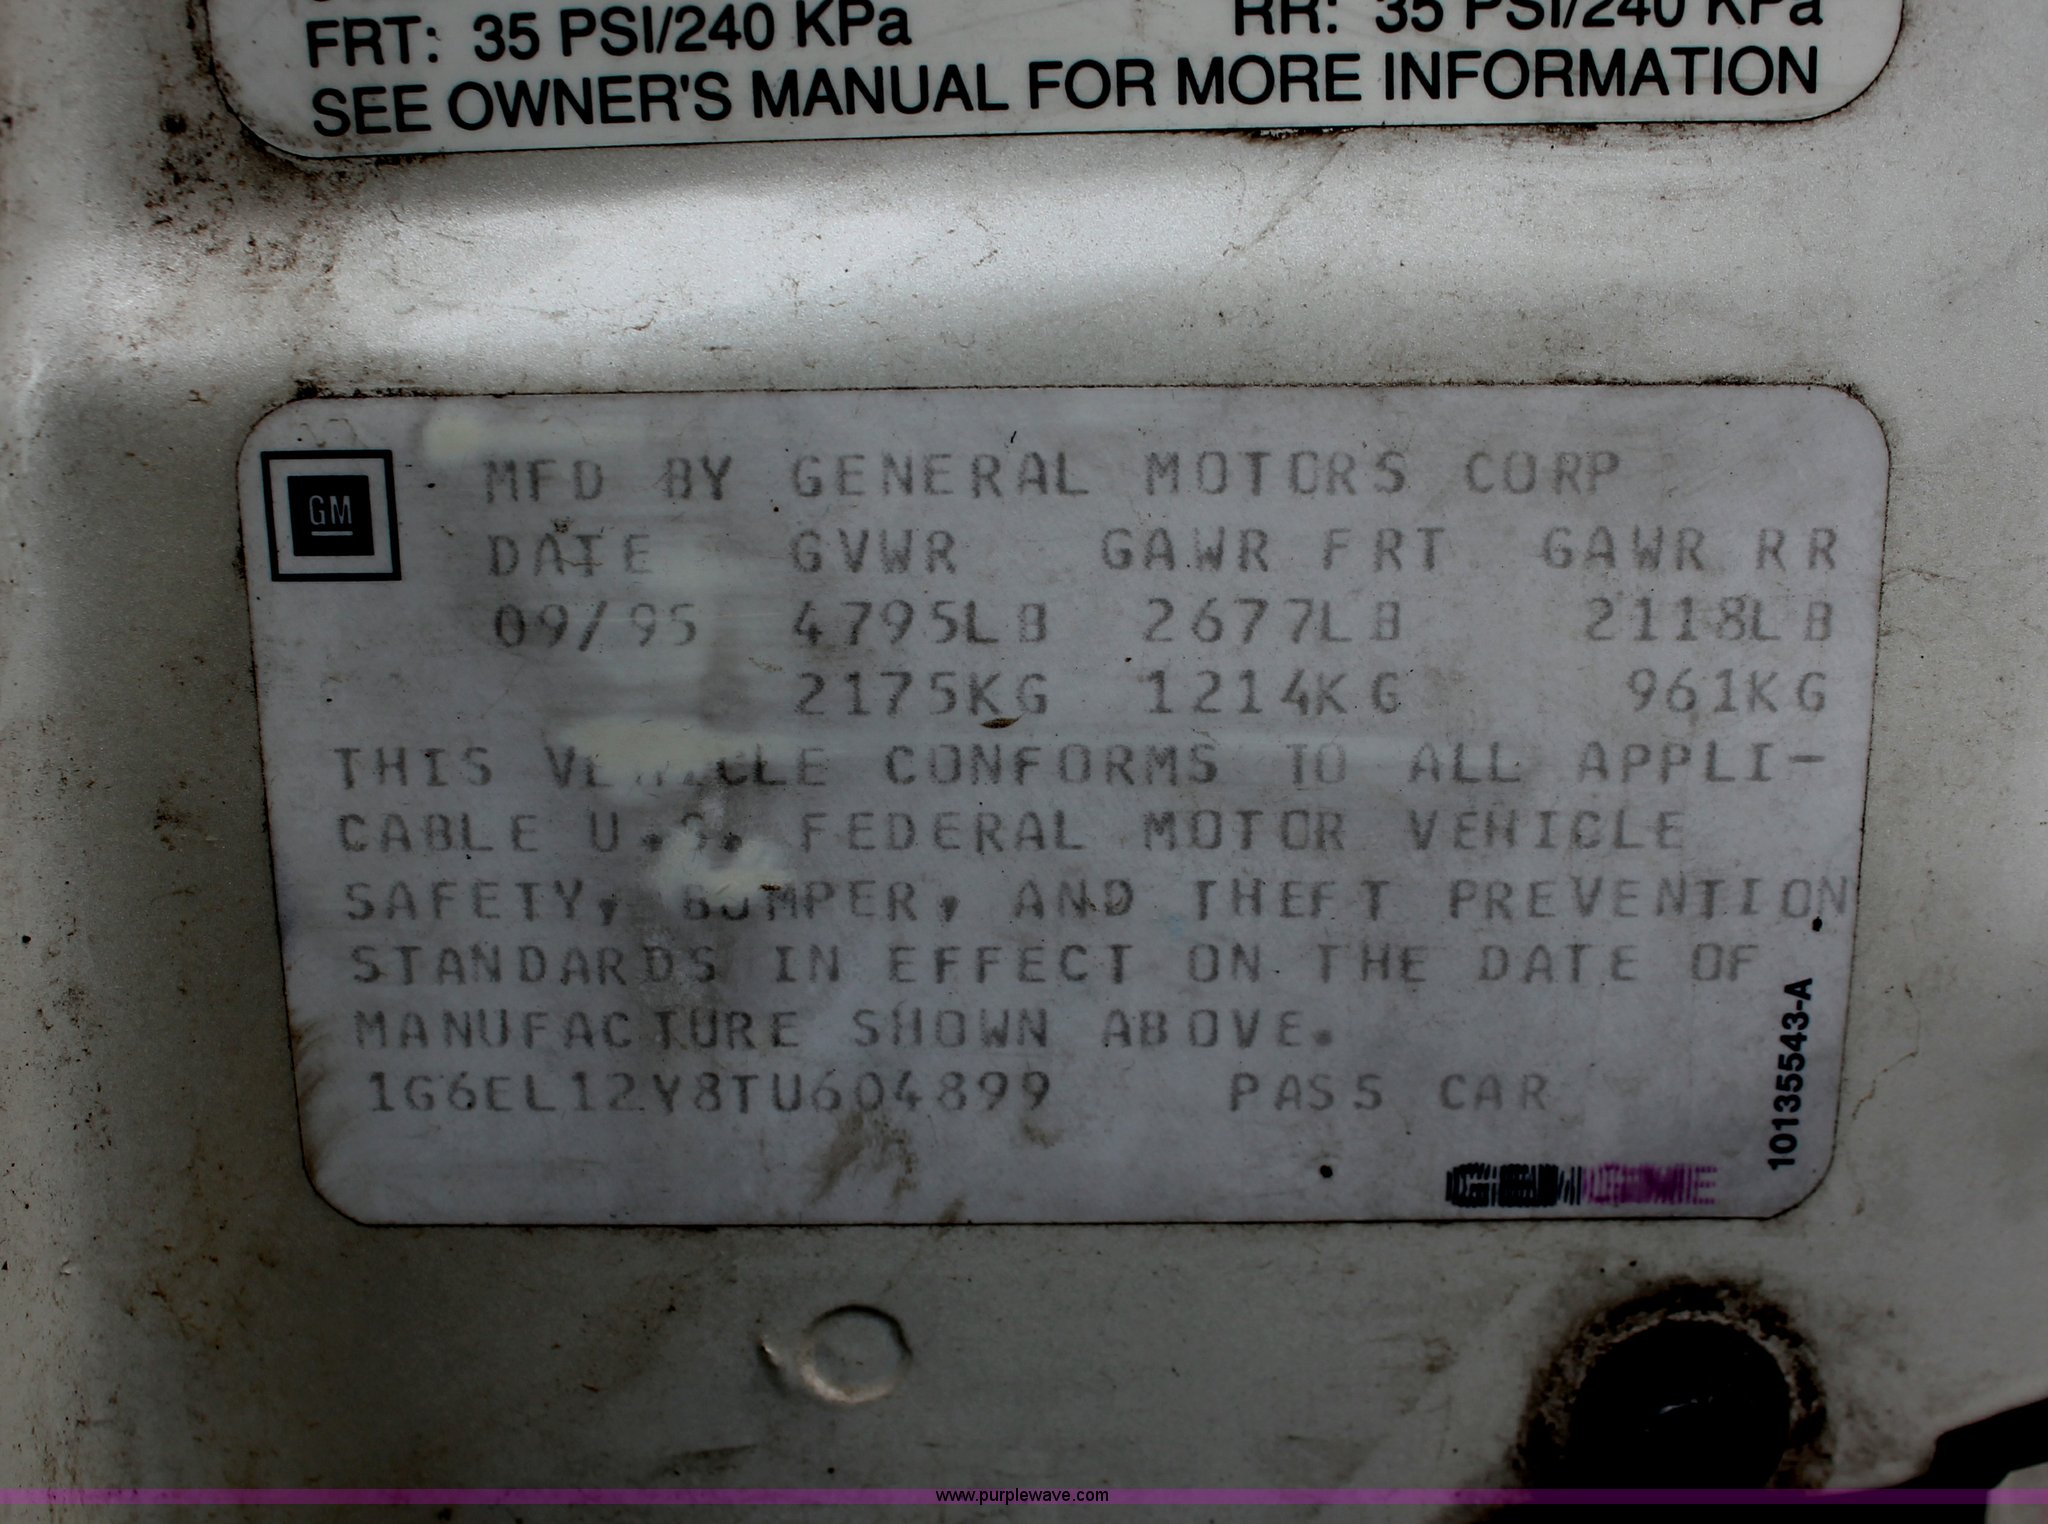 FRT: 35 PSI/240 KPa RR: 35 PSI/240 KPa
SEE OWNER'S MANUAL FOR MORE INFORMATION
GM
MFD BY GENERAL MOTORS CORP
DATE GVWR GAWR FRT GAWR RR
09/95 4795LB 2677LB 2118LB
2175KG 1214KG 961KG
THIS VEHICLE CONFORMS TO ALL APPLI-
CABLE U.S. FEDERAL MOTOR VEHICLE
SAFETY, BUMPER, AND THEFT PREVENTION
STANDARDS IN EFFECT ON THE DATE OF
MANUFACTURE SHOWN ABOVE.
1G6EL12Y8TU604899 PASS CAR
10135543-A
www.purplewave.com